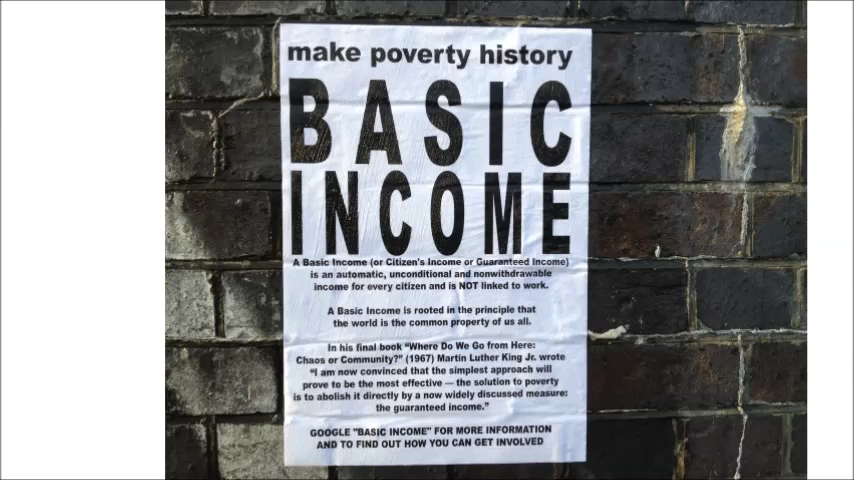 make poverty history
BASIC
INCOME
A Basic Income (or Citizen's Income or Guaranteed Income)
is an automatic, unconditional and nonwithdrawable
income for every citizen and is NOT linked to work.
A Basic Income is rooted in the principle that
the world is the common property of us all.
In his final book “Where Do We Go from Here:
Chaos or Community?” (1967) Martin Luther King Jr. wrote
“I am now convinced that the simplest approach will
prove to be the most effective — the solution to poverty
is to abolish it directly by a now widely discussed measure:
the guaranteed income.”
GOOGLE "BASIC INCOME" FOR MORE INFORMATION
AND TO FIND OUT HOW YOU CAN GET INVOLVED